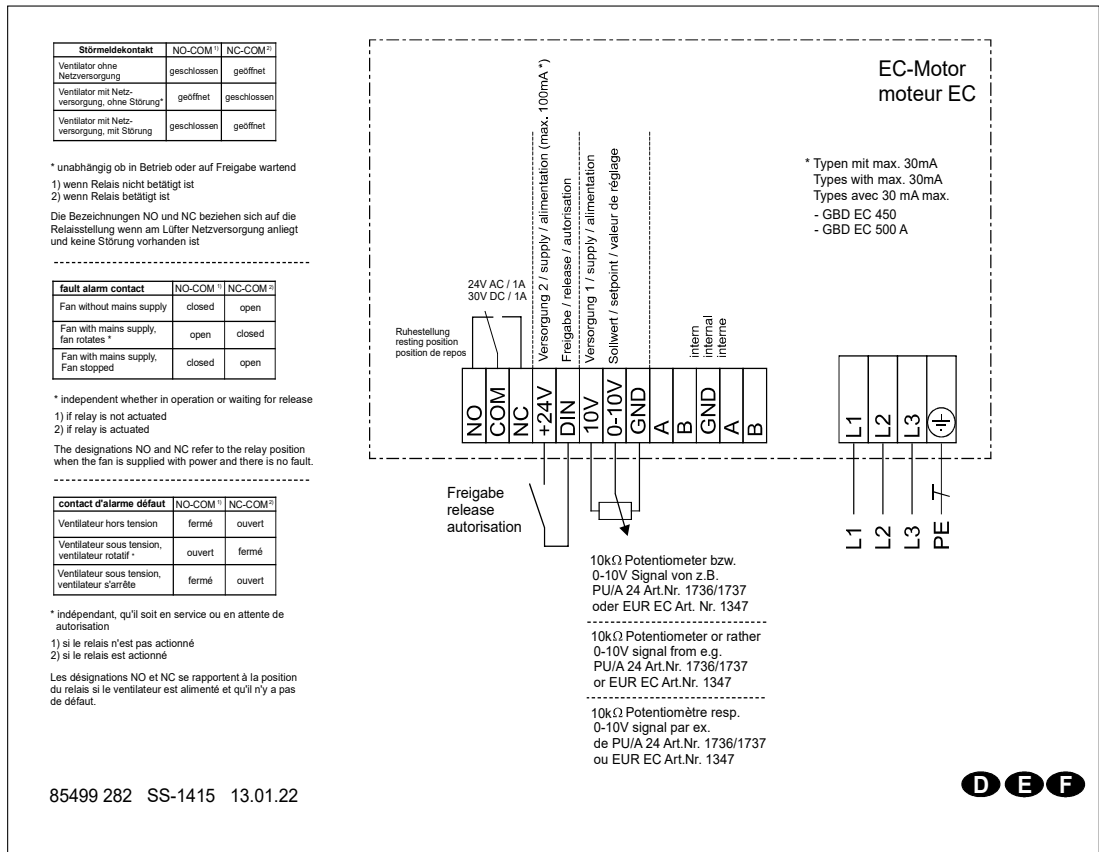 Störmeldekontakt NO-COM 1) NC-COM 2)
Ventilator ohne
Netzversorgung geschlossen geöffnet
Ventilator mit Netz-
versorgung, ohne Störung* geöffnet geschlossen
Ventilator mit Netz-
versorgung, mit Störung geschlossen geöffnet
* unabhängig ob in Betrieb oder auf Freigabe wartend
1) wenn Relais nicht betätigt ist
2) wenn Relais betätigt ist
Die Bezeichnungen NO und NC beziehen sich auf die
Relaisstellung wenn am Lüfter Netzversorgung anliegt
und keine Störung vorhanden ist
fault alarm contact NO-COM 1) NC-COM 2)
Fan without mains supply closed open
Fan with mains supply,
fan rotates * open closed
Fan with mains supply,
Fan stopped closed open
* independent whether in operation or waiting for release
1) if relay is not actuated
2) if relay is actuated
The designations NO and NC refer to the relay position
when the fan is supplied with power and there is no fault.
contact d'alarme défaut NO-COM 1) NC-COM 2)
Ventilateur hors tension fermé ouvert
Ventilateur sous tension,
ventilateur rotatif * ouvert fermé
Ventilateur sous tension,
ventilateur s'arrête fermé ouvert
* indépendant, qu'il soit en service ou en attente de
autorisation
1) si le relais n'est pas actionné
2) si le relais est actionné
Les désignations NO et NC se rapportent à la position
du relais si le ventilateur est alimenté et qu'il n'y a pas
de défaut.
85499 282 SS-1415 13.01.22
EC-Motor
moteur EC
* Typen mit max. 30mA
Types with max. 30mA
Types avec 30 mA max.
- GBD EC 450
- GBD EC 500 A
24V AC / 1A
30V DC / 1A
Ruhestellung
resting position
position de repos
Versorgung 2 / supply / alimentation (max. 100mA *)
Freigabe / release / autorisation
Versorgung 1 / supply / alimentation
Sollwert / setpoint / valeur de réglage
intern
internal
interne
NO
COM
NC
+24V
DIN
10V
0-10V
GND
A
B
GND
A
B
L1
L2
L3
L1
L2
L3
PE
Freigabe
release
autorisation
10kΩ Potentiometer bzw.
0-10V Signal von z.B.
PU/A 24 Art.Nr. 1736/1737
oder EUR EC Art. Nr. 1347
10kΩ Potentiometer or rather
0-10V signal from e.g.
PU/A 24 Art.Nr. 1736/1737
or EUR EC Art.Nr. 1347
10kΩ Potentiomètre resp.
0-10V signal par ex.
de PU/A 24 Art.Nr. 1736/1737
ou EUR EC Art.Nr. 1347
D E F